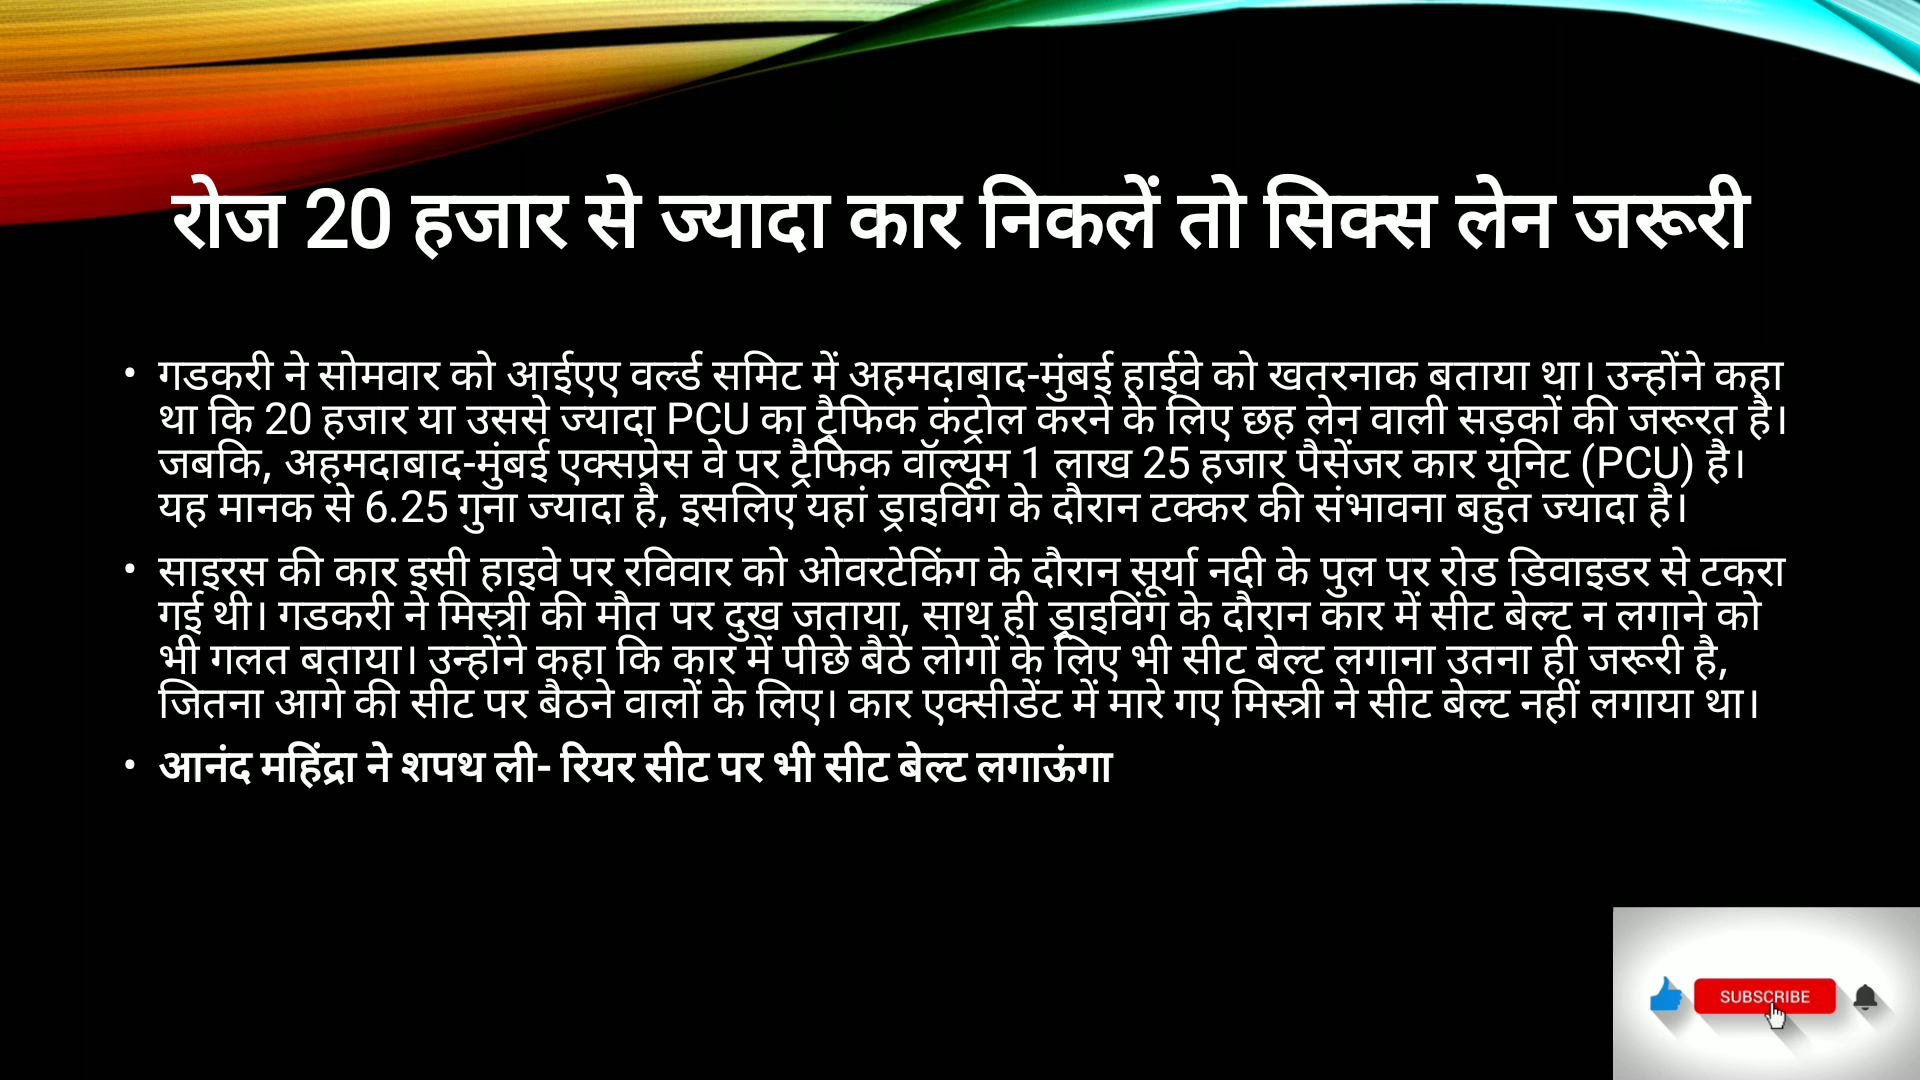 रोज 20 हजार से ज्यादा कार निकलें तो सिक्स लेन जरूरी
• गडकरी ने सोमवार को आईएए वर्ल्ड समिट में अहमदाबाद-मुंबई हाईवे को खतरनाक बताया था। उन्होंने कहा
था कि 20 हजार या उससे ज्यादा PCU का ट्रैफिक कंट्रोल करने के लिए छह लेन वाली सड़कों की जरूरत है।
जबकि, अहमदाबाद-मुंबई एक्सप्रेस वे पर ट्रैफिक वॉल्यूम 1 लाख 25 हजार पैसेंजर कार यूनिट (PCU) है।
यह मानक से 6.25 गुना ज्यादा है, इसलिए यहां ड्राइविंग के दौरान टक्कर की संभावना बहुत ज्यादा है।
• साइरस की कार इसी हाइवे पर रविवार को ओवरटेकिंग के दौरान सूर्या नदी के पुल पर रोड डिवाइडर से टकरा
गई थी। गडकरी ने मिस्त्री की मौत पर दुख जताया, साथ ही ड्राइविंग के दौरान कार में सीट बेल्ट न लगाने को
भी गलत बताया। उन्होंने कहा कि कार में पीछे बैठे लोगों के लिए भी सीट बेल्ट लगाना उतना ही जरूरी है,
जितना आगे की सीट पर बैठने वालों के लिए। कार एक्सीडेंट में मारे गए मिस्त्री ने सीट बेल्ट नहीं लगाया था।
• आनंद महिंद्रा ने शपथ ली- रियर सीट पर भी सीट बेल्ट लगाऊंगा
SUBSCRIBE